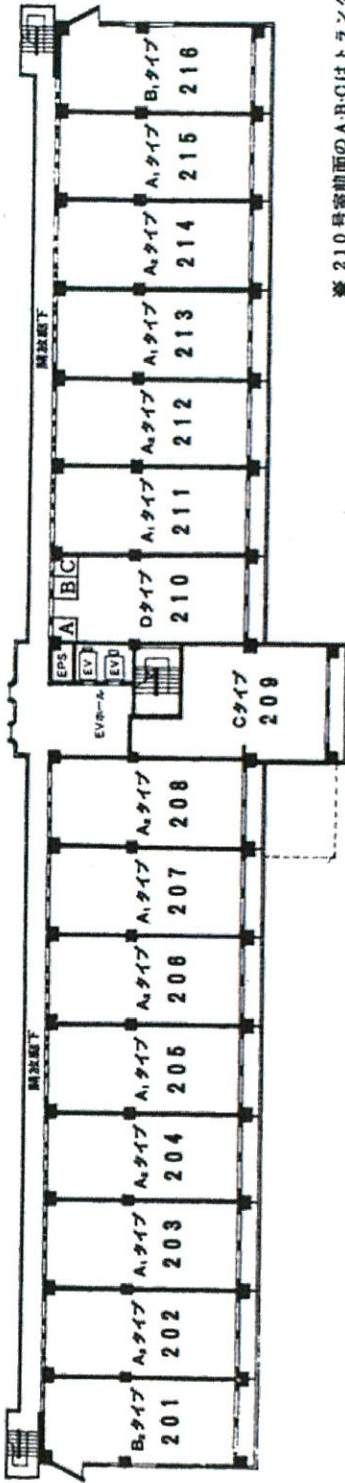 開放廊下
開放廊下
EVホール
EPS
EV
EV
A
B
C
B₂タイプ
201
A₂タイプ
202
A₁タイプ
203
A₂タイプ
204
A₁タイプ
205
A₂タイプ
206
A₁タイプ
207
A₂タイプ
208
Cタイプ
209
Dタイプ
210
A₁タイプ
211
A₂タイプ
212
A₁タイプ
213
A₂タイプ
214
A₁タイプ
215
B₁タイプ
216
※210号室前面のA・B・Cはトランク